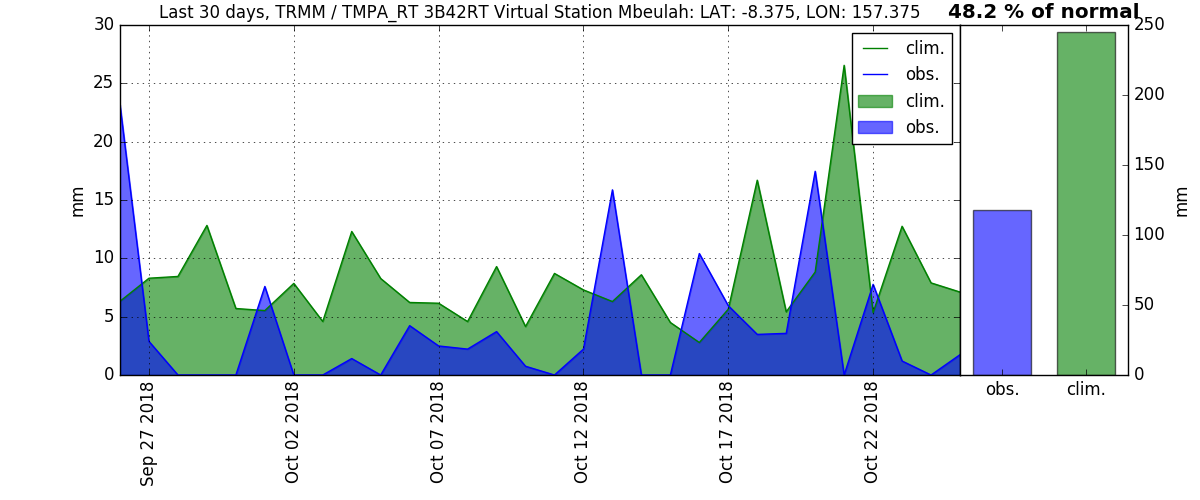 Last 30 days, TRMM / TMPA_RT 3B42RT Virtual Station Mbeulah: LAT: -8.375, LON: 157.375
48.2 % of normal
30
25
20
15
10
5
0
mm
clim.
obs.
clim.
obs.
Sep 27 2018
Oct 02 2018
Oct 07 2018
Oct 12 2018
Oct 17 2018
Oct 22 2018
250
200
150
100
50
0
mm
obs.
clim.